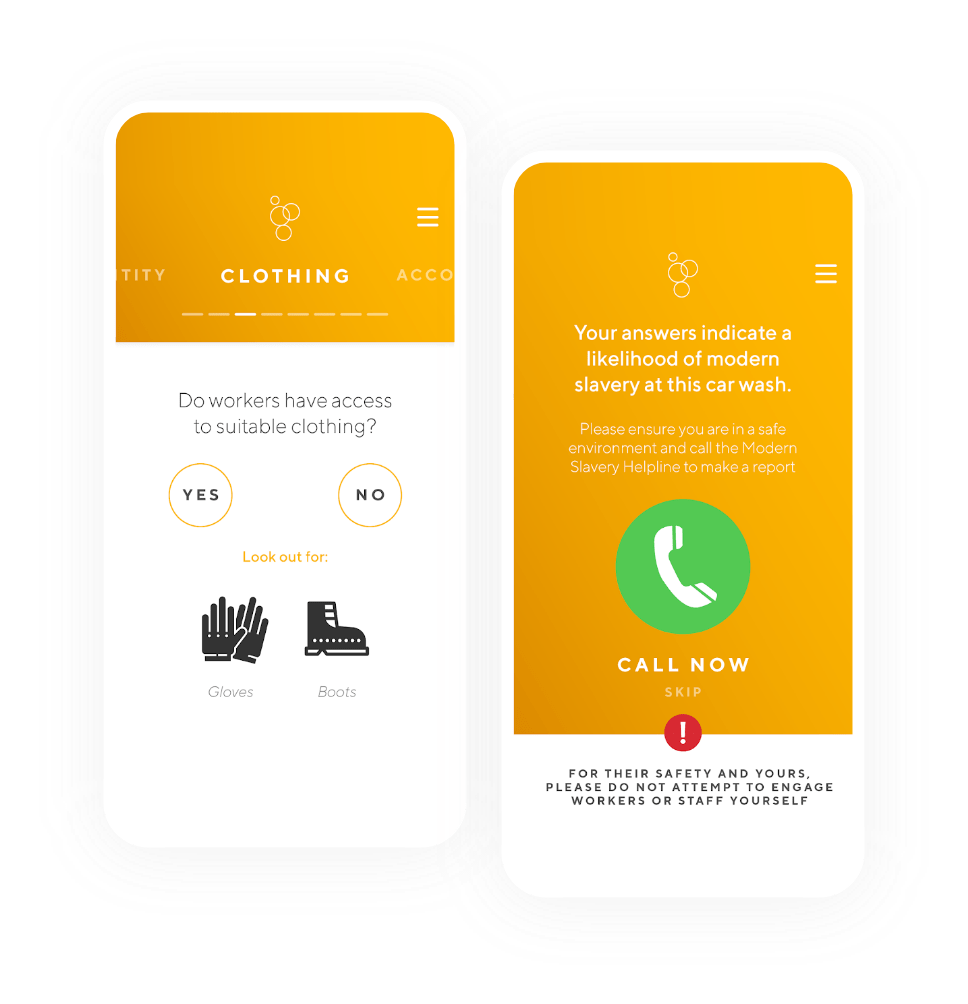 NTITY CLOTHING ACCO
Do workers have access
to suitable clothing?
YES NO
Look out for:
Gloves Boots
Your answers indicate a
likelihood of modern
slavery at this car wash.
Please ensure you are in a safe
environment and call the Modern
Slavery Helpline to make a report
CALL NOW
SKIP
!
FOR THEIR SAFETY AND YOURS,
PLEASE DO NOT ATTEMPT TO ENGAGE
WORKERS OR STAFF YOURSELF